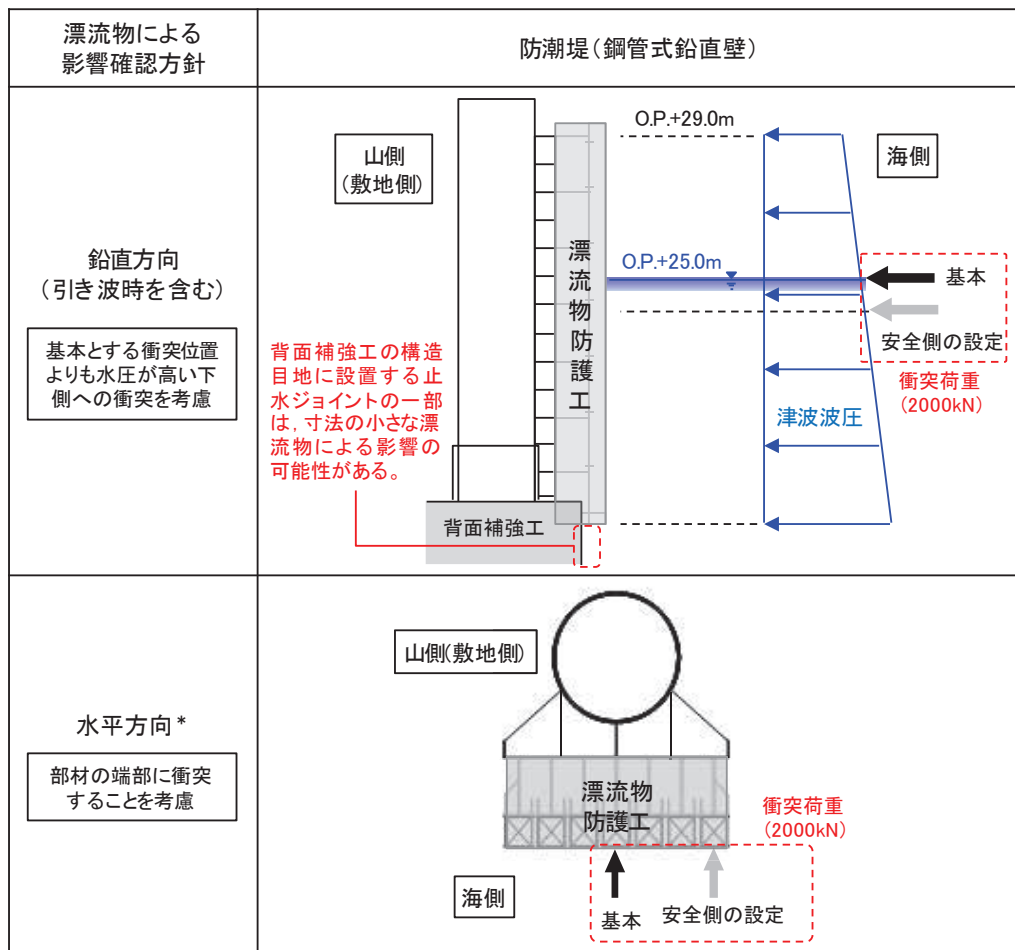 漂流物による
影響確認方針
防潮堤(鋼管式鉛直壁)
鉛直方向
(引き波時を含む)
基本とする衝突位置
よりも水圧が高い下
側への衝突を考慮
山側
(敷地側)
O.P.+29.0m
海側
漂流物防護工
O.P.+25.0m
基本
安全側の設定
衝突荷重
(2000kN)
津波波圧
背面補強工の構造
目地に設置する止
水ジョイントの一部
は，寸法の小さな漂
流物による影響の
可能性がある。
背面補強工
水平方向*
部材の端部に衝突
することを考慮
山側(敷地側)
漂流物
防護工
衝突荷重
(2000kN)
海側
基本
安全側の設定